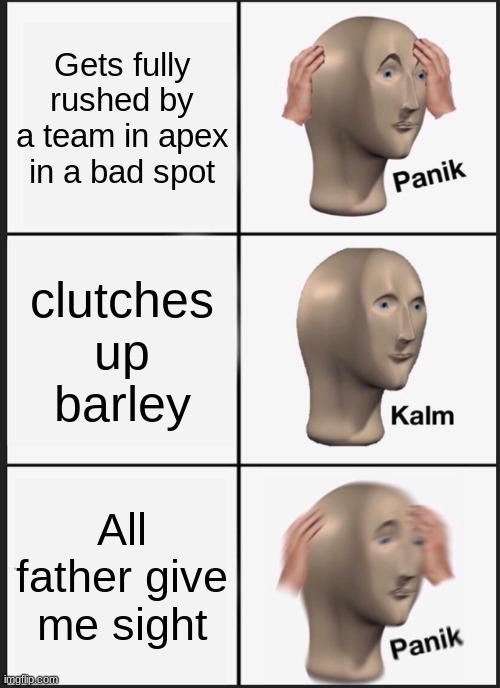 Gets fully
rushed by
a team in apex
in a bad spot
Panik
clutches
up
barley
Kalm
All
father give
me sight
Panik
imgflip.com